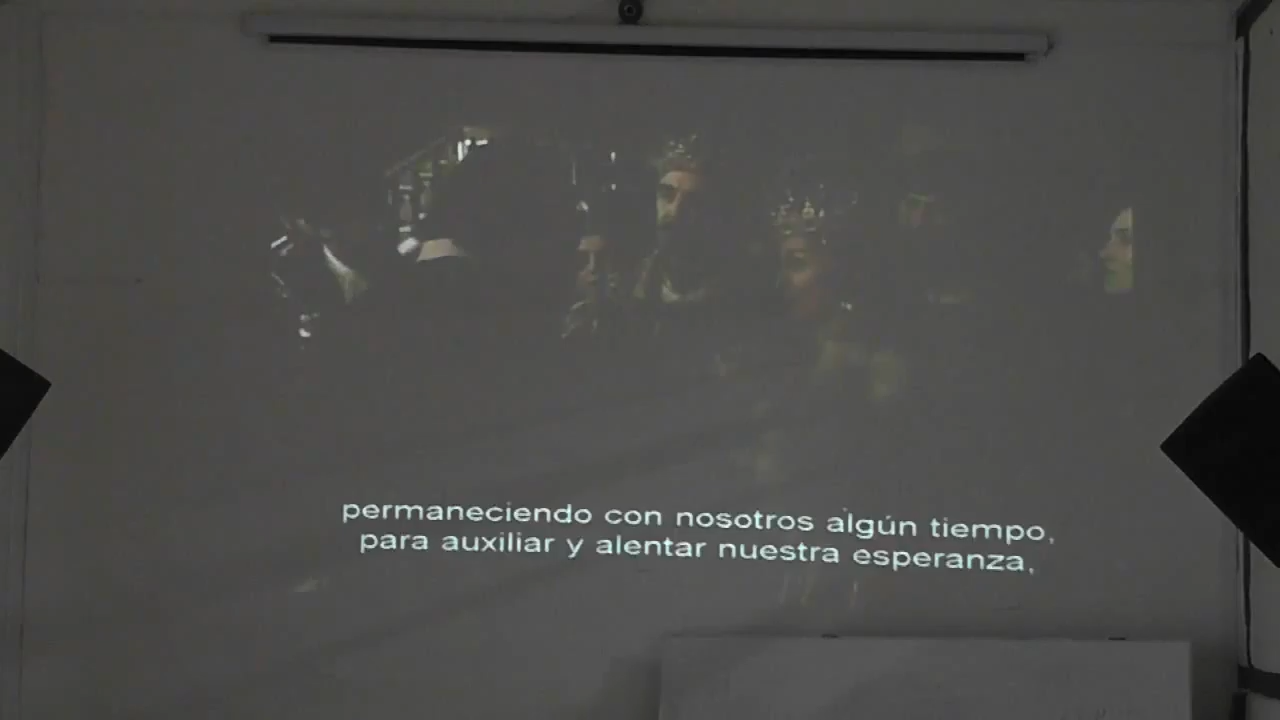 permaneciendo con nosotros algún tiempo,
para auxiliar y alentar nuestra esperanza,